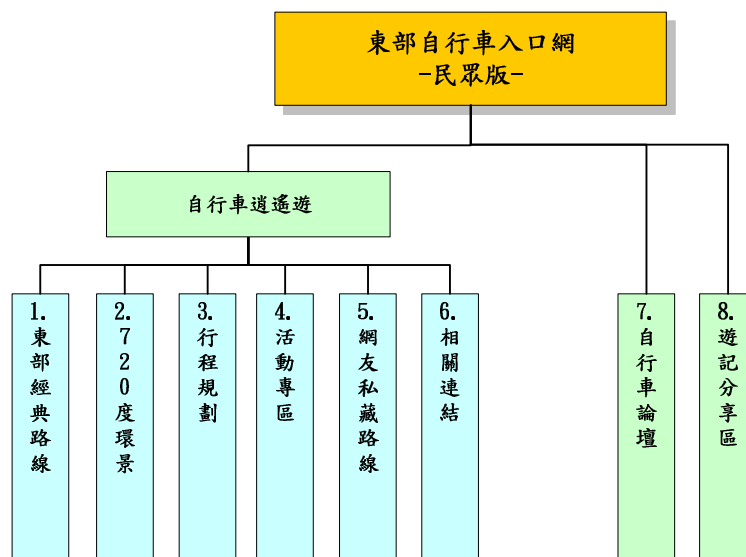 東部自行車入口網
-民眾版-
自行車逍遙遊
1.東部經典路線
2.720度環景
3.行程規劃
4.活動專區
5.網友私藏路線
6.相關連結
7.自行車論壇
8.遊記分享區